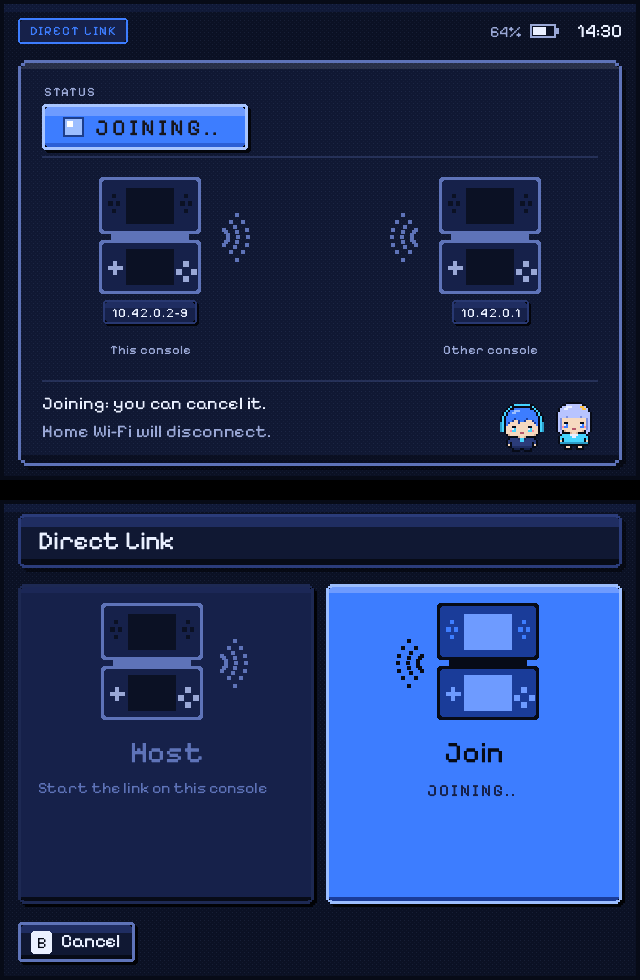 DIRECT LINK
64%
14:30
STATUS
JOINING..
10.42.0.2-9
10.42.0.1
This console
Other console
Joining: you can cancel it.
Home Wi-Fi will disconnect.
Direct Link
Host
Start the link on this console
Join
JOINING..
B Cancel